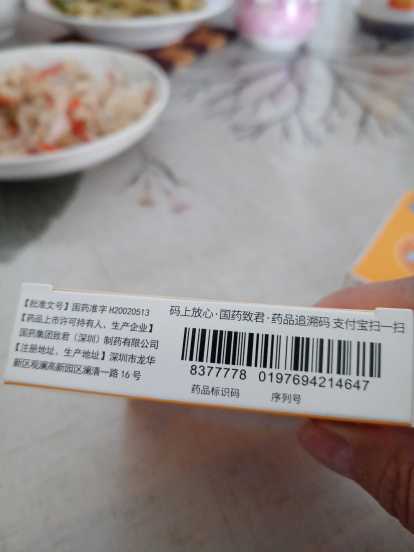 【批准文号】国药准字 H20020513
【药品上市许可持有人、生产企业】
国药集团致君（深圳）制药有限公司
【注册地址、生产地址】深圳市龙华
新区观澜高新园区澜清一路 16 号
码上放心·国药致君·药品追溯码 支付宝扫一扫
8377778 0197694214647
药品标识码 序列号